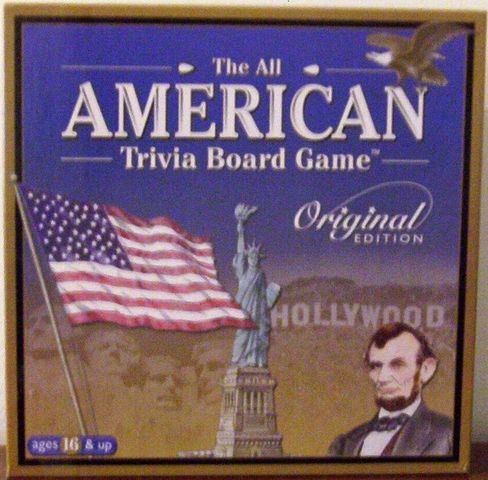 The All
AMERICAN
Trivia Board Game™
Original
EDITION
HOLLYWOOD
ages 16 & up